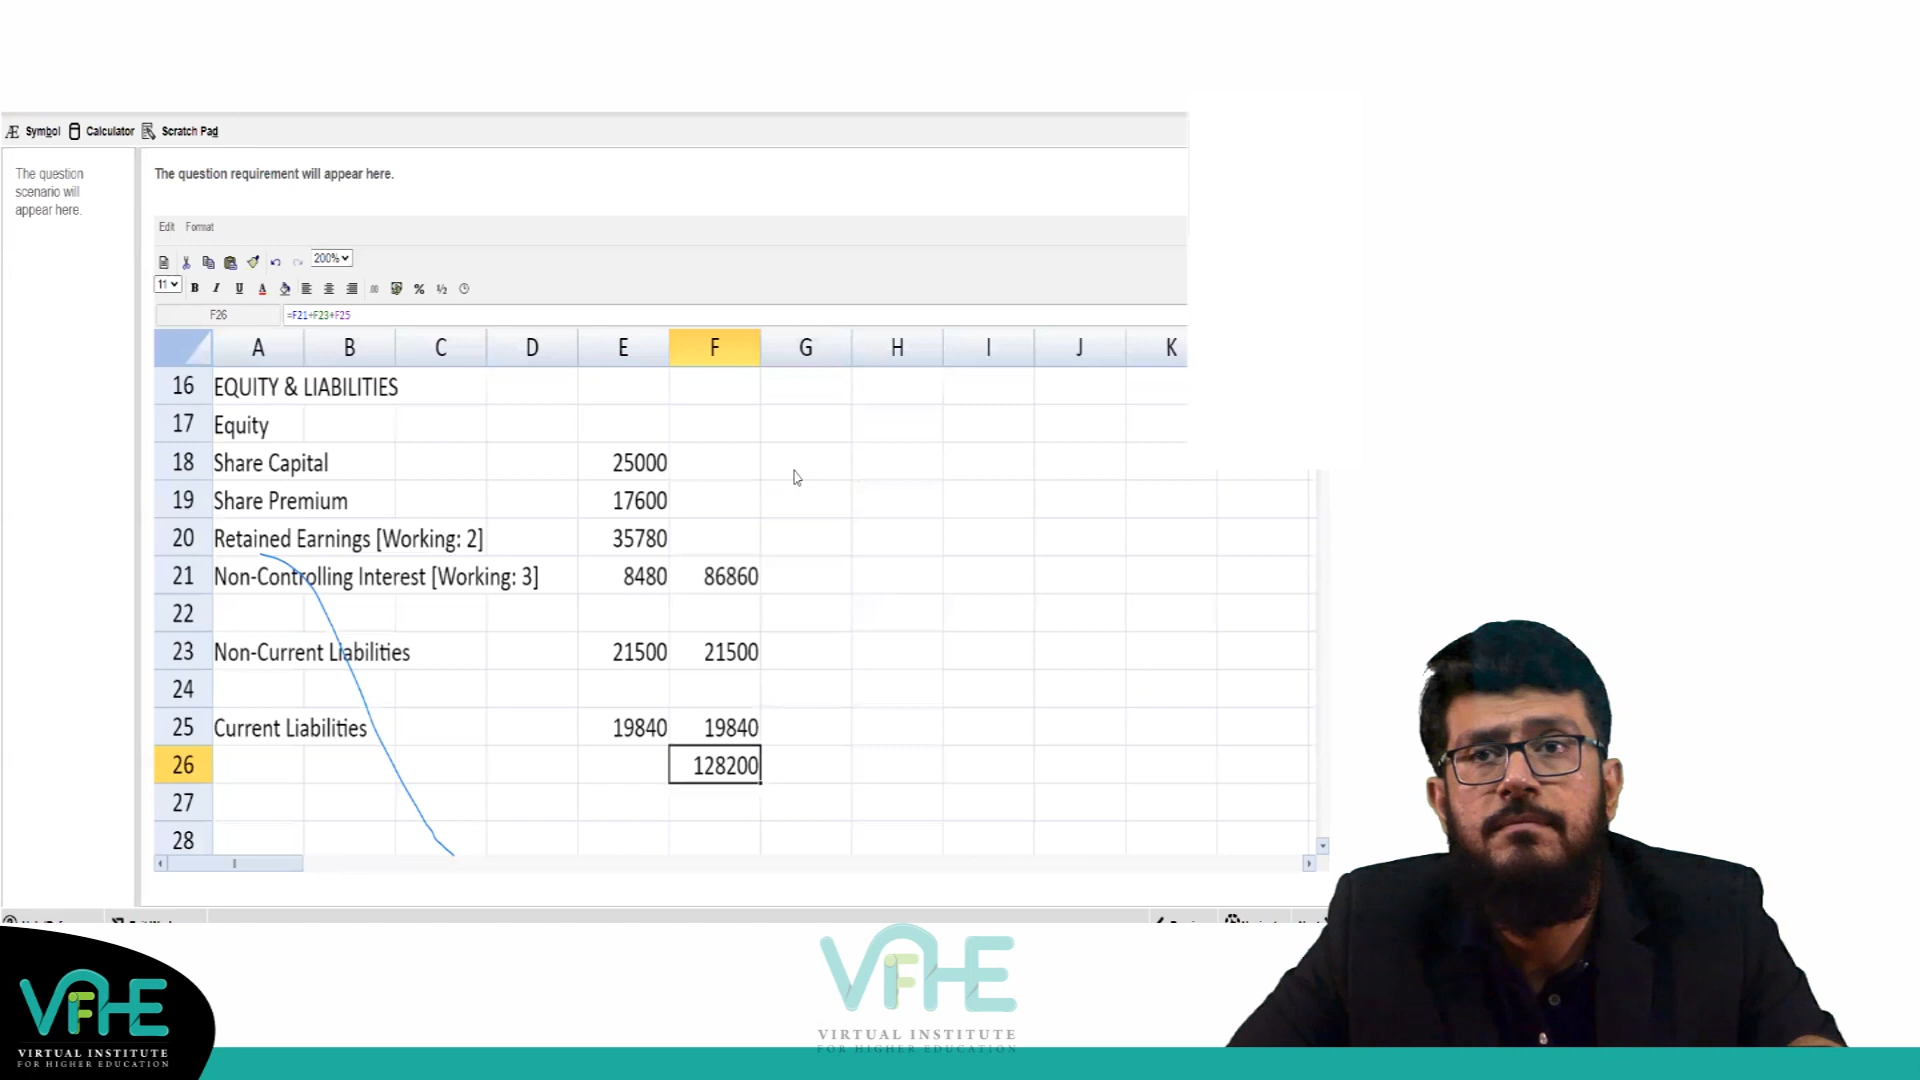 Symbol Calculator Scratch Pad
The question
scenario will
appear here.
The question requirement will appear here.
Edit Format
200%
11 B I U A % ½
F26 =F21+F23+F25
A B C D E F G H I J K
16 EQUITY & LIABILITIES
17 Equity
18 Share Capital 25000
19 Share Premium 17600
20 Retained Earnings [Working: 2] 35780
21 Non-Controlling Interest [Working: 3] 8480 86860
22
23 Non-Current Liabilities 21500 21500
24
25 Current Liabilities 19840 19840
26 128200
27
28
VIFHE
VIRTUAL INSTITUTE
FOR HIGHER EDUCATION
VIFHE
VIRTUAL INSTITUTE
FOR HIGHER EDUCATION